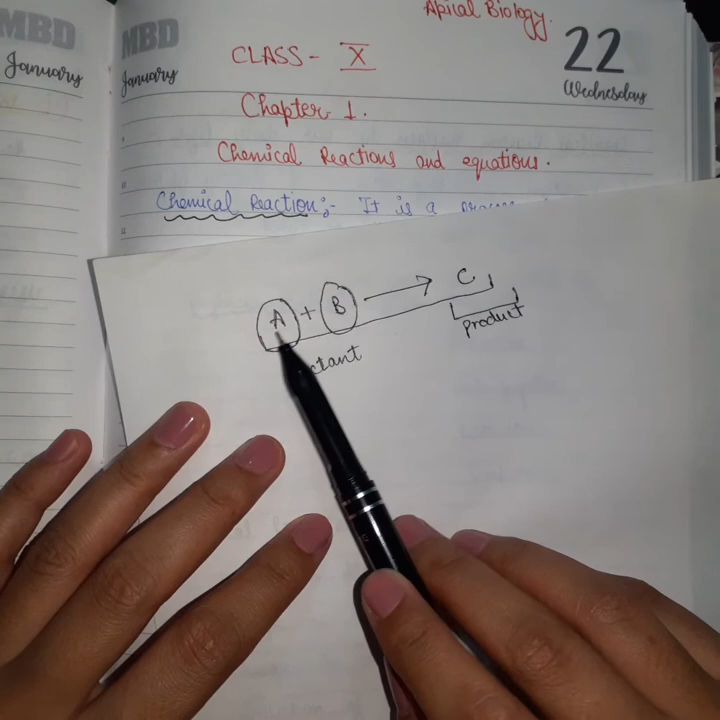 MBD
January
MBD
January
Apical Biology.
22
Wednesday
CLASS - X
Chapter 1.
Chemical Reactions and equations.
Chemical Reaction:- It is a process
A + B → C
ctant
product